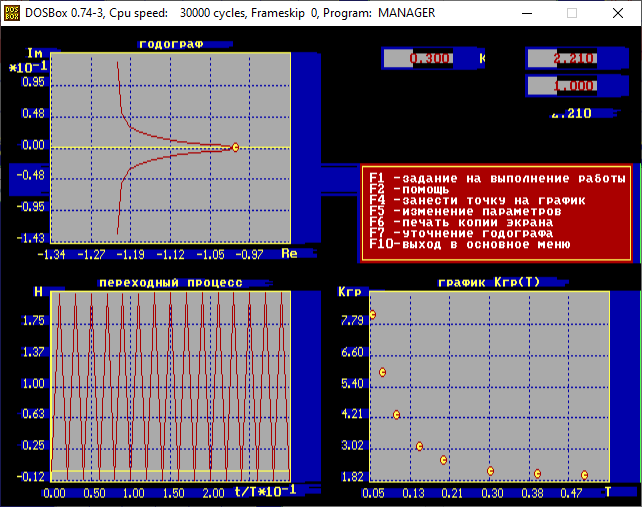 DOSBox 0.74-3, Cpu speed: 30000 cycles, Frameskip 0, Program: MANAGER
годограф
Im
*10⁻¹
0.95
0.48
0.00
-0.48
-0.95
-1.43
-1.34 -1.27 -1.19 -1.12 -1.05 -0.97 Re
0.300 К 2.210
1.000
2.210
F1 -задание на выполнение работы
F2 -помощь
F4 -занести точку на график
F5 -изменение параметров
F6 -печать копии экрана
F7 -уточнение годографа
F10-выход в основное меню
переходный процесс
H
1.75
1.37
1.00
0.63
0.25
-0.12
0.00 0.50 1.00 1.50 2.00 t/T*10⁻¹
график Kгр(T)
Kгр
7.79
6.60
5.40
4.21
3.02
1.82
0.05 0.13 0.21 0.30 0.38 0.47 T